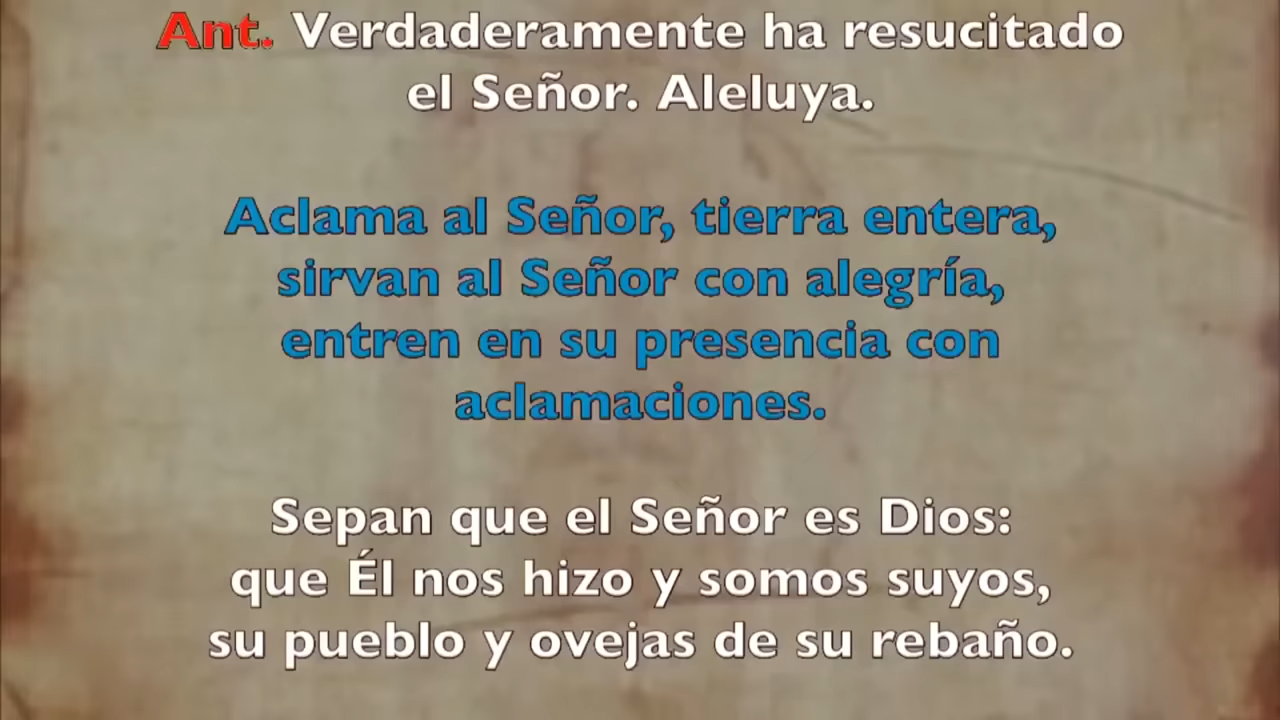 Ant. Verdaderamente ha resucitado
el Señor. Aleluya.
Aclama al Señor, tierra entera,
sirvan al Señor con alegría,
entren en su presencia con
aclamaciones.
Sepan que el Señor es Dios:
que Él nos hizo y somos suyos,
su pueblo y ovejas de su rebaño.